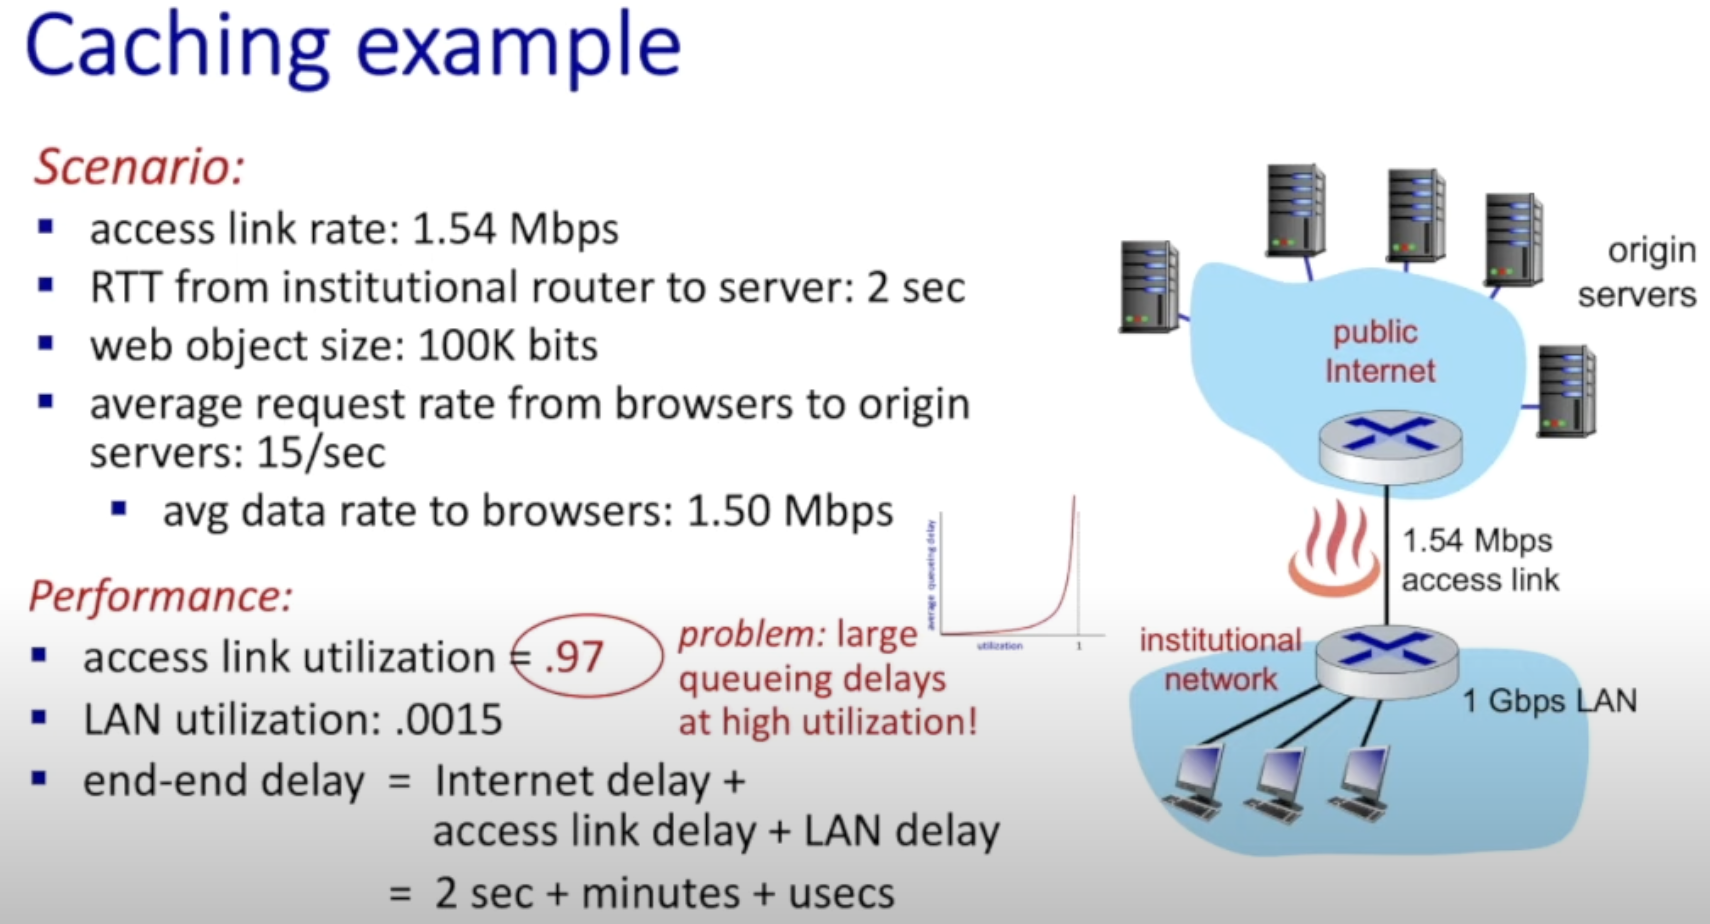 Caching example
Scenario:
access link rate: 1.54 Mbps
RTT from institutional router to server: 2 sec
web object size: 100K bits
average request rate from browsers to origin
servers: 15/sec
avg data rate to browsers: 1.50 Mbps
Performance:
access link utilization = .97
problem: large
queueing delays
at high utilization!
LAN utilization: .0015
end-end delay = Internet delay +
access link delay + LAN delay
= 2 sec + minutes + usecs
average queueing delay
utilization
1
origin
servers
public
Internet
1.54 Mbps
access link
institutional
network
1 Gbps LAN